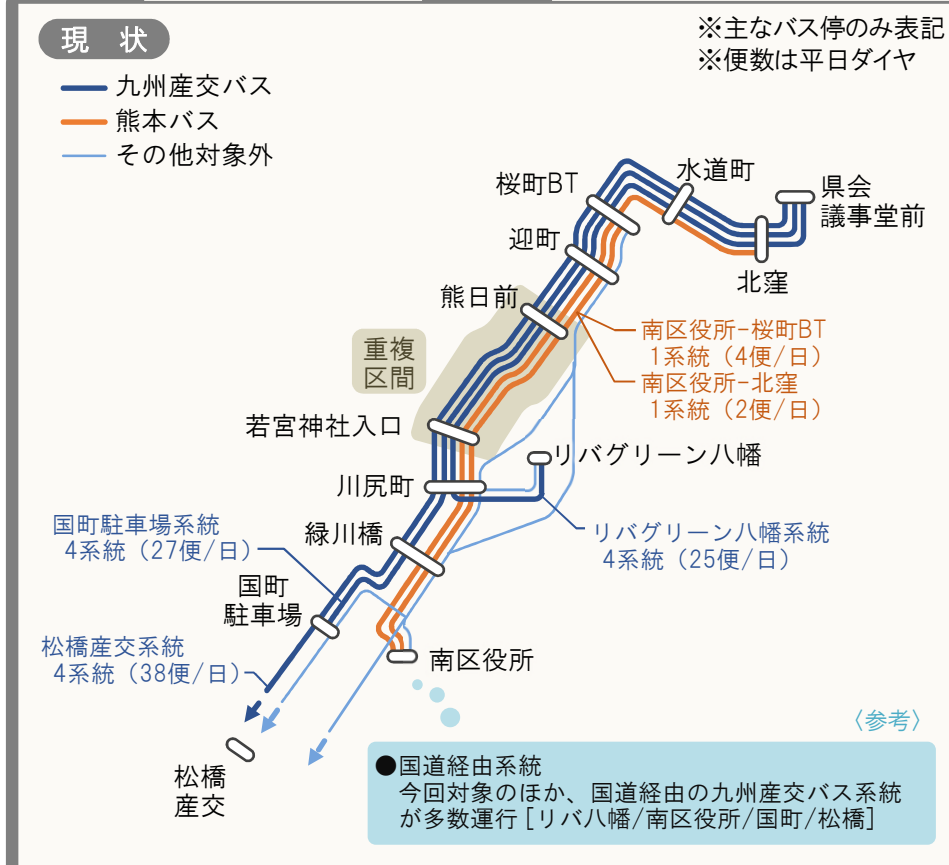 現 状
※主なバス停のみ表記
※便数は平日ダイヤ
九州産交バス
熊本バス
その他対象外
水道町
桜町BT
県会
議事堂前
迎町
北窪
熊日前
南区役所-桜町BT
1系統（4便/日）
重複
区間
南区役所-北窪
1系統（2便/日）
若宮神社入口
リバグリーン八幡
川尻町
国町駐車場系統
4系統（27便/日）
緑川橋
リバグリーン八幡系統
4系統（25便/日）
国町
駐車場
松橋産交系統
4系統（38便/日）
南区役所
〈参考〉
松橋
産交
●国道経由系統
今回対象のほか、国道経由の九州産交バス系統
が多数運行［リバ八幡/南区役所/国町/松橋］